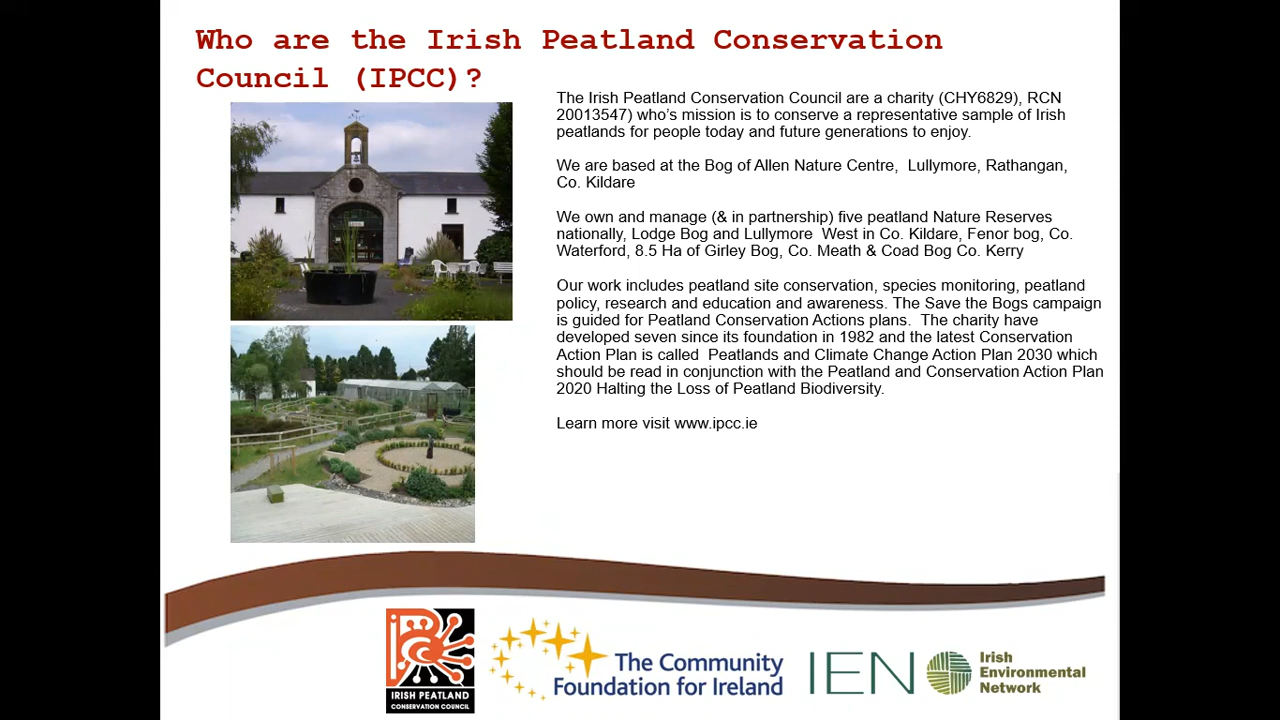 Who are the Irish Peatland Conservation
Council (IPCC)?
The Irish Peatland Conservation Council are a charity (CHY6829), RCN
20013547) who's mission is to conserve a representative sample of Irish
peatlands for people today and future generations to enjoy.
We are based at the Bog of Allen Nature Centre,  Lullymore, Rathangan,
Co. Kildare
We own and manage (& in partnership) five peatland Nature Reserves
nationally, Lodge Bog and Lullymore  West in Co. Kildare, Fenor bog, Co.
Waterford, 8.5 Ha of Girley Bog, Co. Meath & Coad Bog Co. Kerry
Our work includes peatland site conservation, species monitoring, peatland
policy, research and education and awareness. The Save the Bogs campaign
is guided for Peatland Conservation Actions plans.  The charity have
developed seven since its foundation in 1982 and the latest Conservation
Action Plan is called  Peatlands and Climate Change Action Plan 2030 which
should be read in conjunction with the Peatland and Conservation Action Plan
2020 Halting the Loss of Peatland Biodiversity.
Learn more visit www.ipcc.ie
IRISH PEATLAND
CONSERVATION COUNCIL
The Community
Foundation for Ireland
IEN
Irish
Environmental
Network